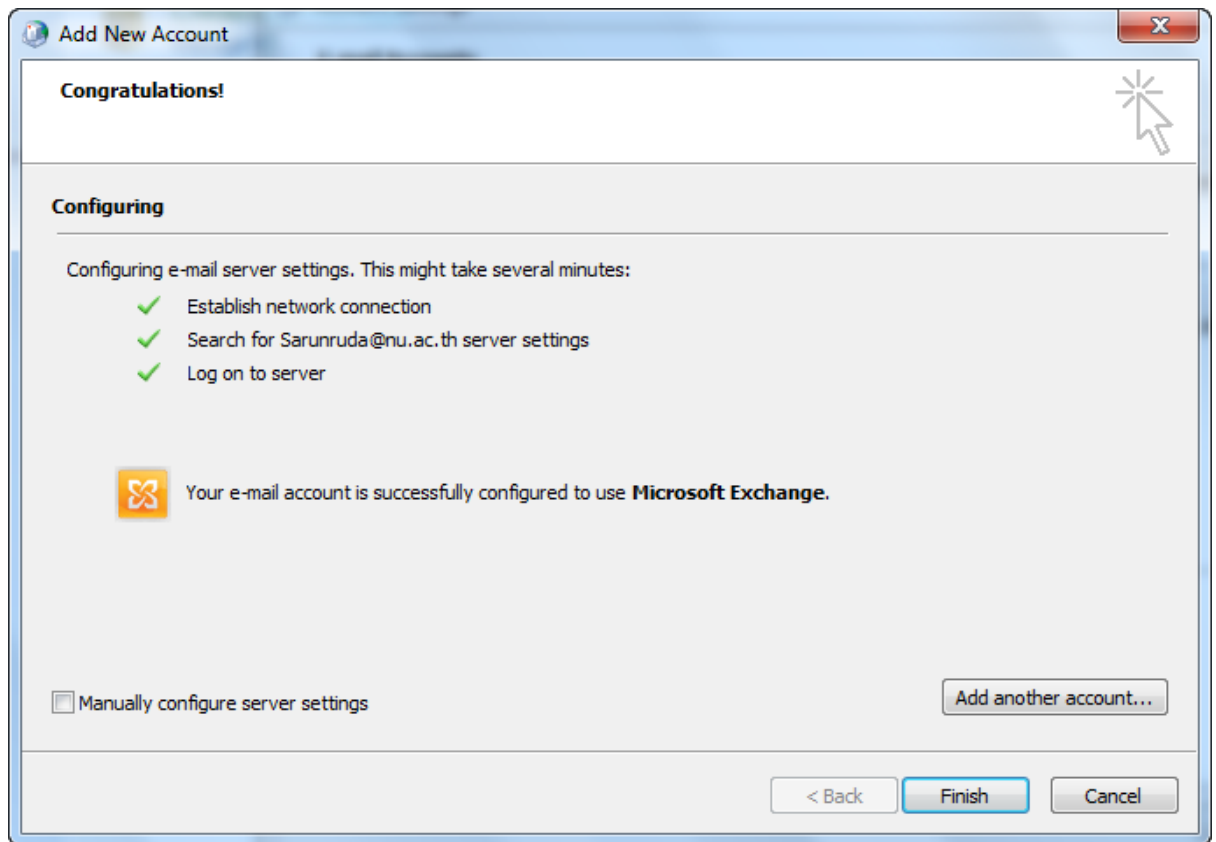 Add New Account
Congratulations!
Configuring
Configuring e-mail server settings. This might take several minutes:
Establish network connection
Search for Sarunruda@nu.ac.th server settings
Log on to server
Your e-mail account is successfully configured to use Microsoft Exchange.
Manually configure server settings
Add another account...
< Back
Finish
Cancel